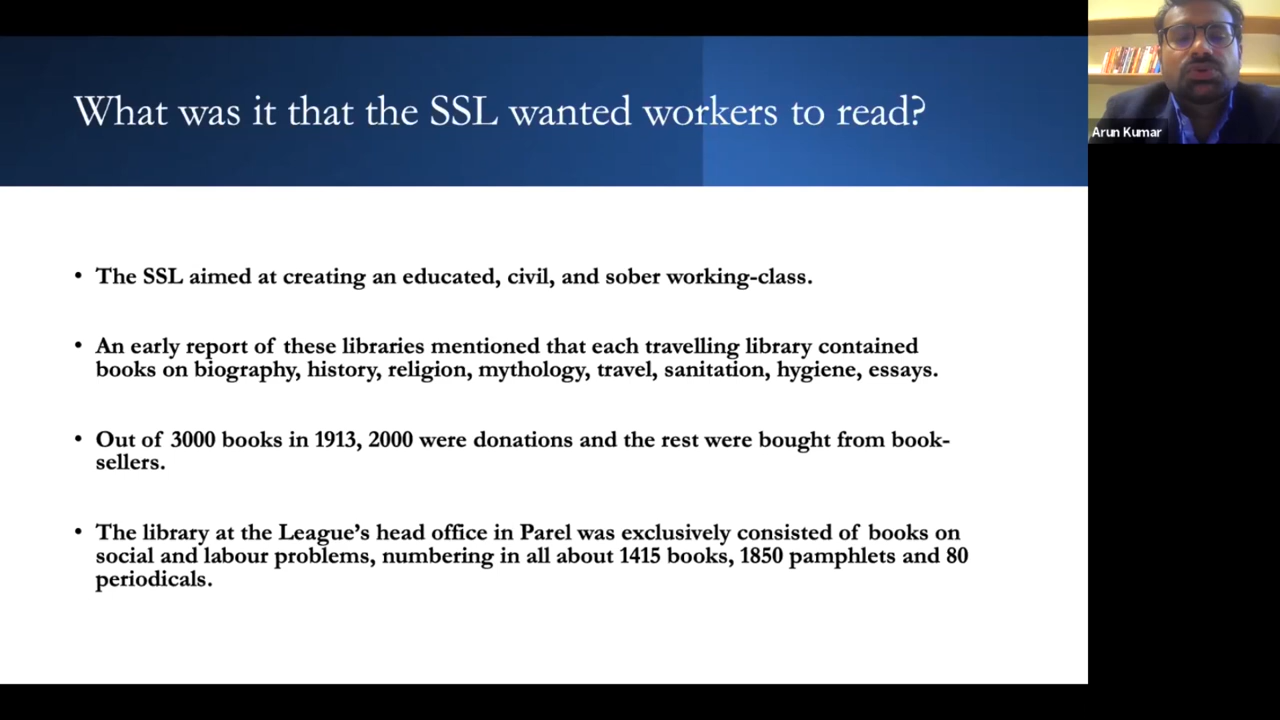 What was it that the SSL wanted workers to read?
Arun Kumar
• The SSL aimed at creating an educated, civil, and sober working-class.
• An early report of these libraries mentioned that each travelling library contained
books on biography, history, religion, mythology, travel, sanitation, hygiene, essays.
• Out of 3000 books in 1913, 2000 were donations and the rest were bought from book-
sellers.
• The library at the League’s head office in Parel was exclusively consisted of books on
social and labour problems, numbering in all about 1415 books, 1850 pamphlets and 80
periodicals.